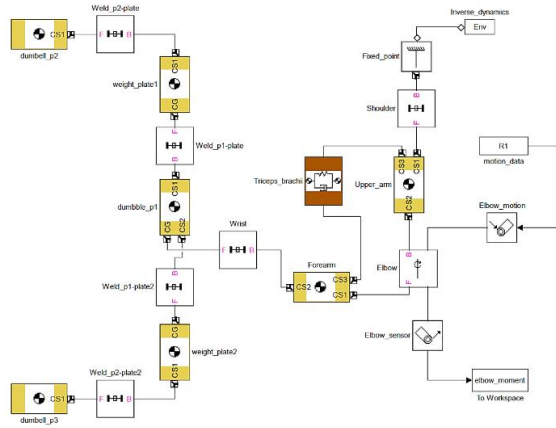 Weld_p2-plate
Inverse_dynamics
CS1
F
B
Env
dumbell_p2
CS1
Fixed_point
weight_plate1
CG
B
Shoulder
F
F
Weld_p1-plate
B
R1
motion_data
CS3
CS1
CS1
Triceps_brachi
Upper_arm
dumbble_p1
CS2
Elbow_motion
CG
CS2
Wrist
F
B
B
Elbow
Forearm
F
B
CS3
Weld_p1-plate2
CS2
CS1
F
Elbow_sensor
CG
weight_plate2
CS1
Weld_p2-plate2
elbow_moment
CS1
F
B
To Workspace
dumbell_p3